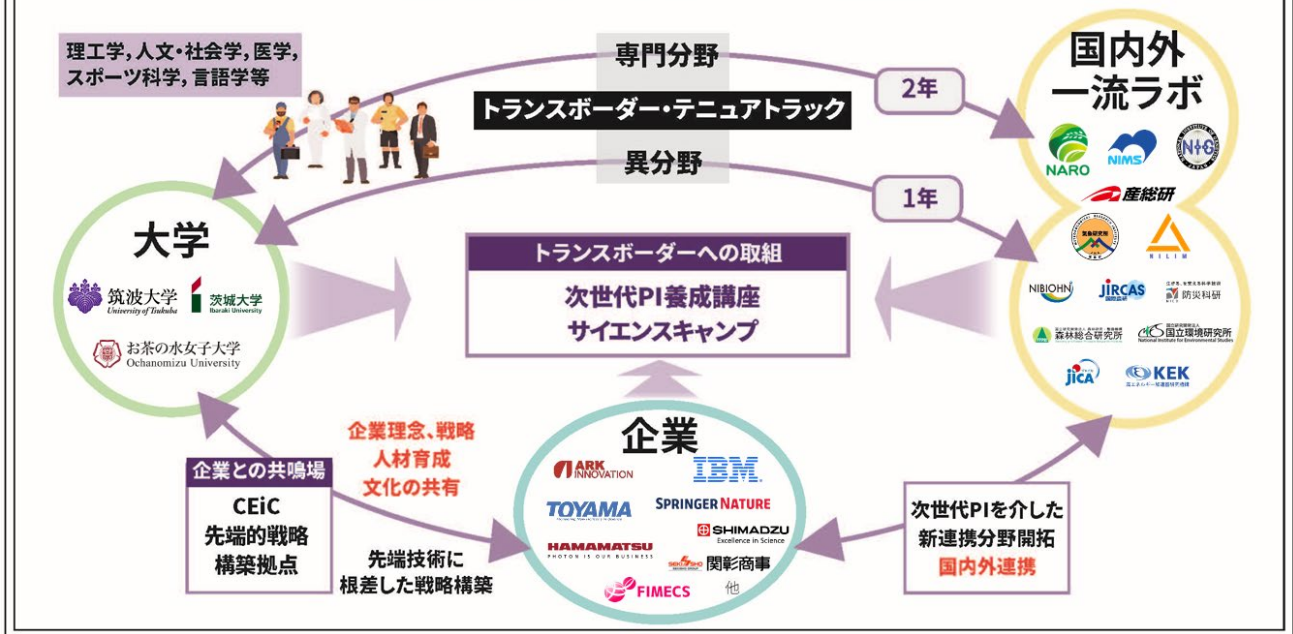 理工学，人文・社会学，医学，
スポーツ科学，言語学等
専門分野
トランスボーダー・テニュアトラック
異分野
2年
1年
国内外
一流ラボ
NARO
NIMS
NIG
産総研
気象研究所
NILIM
NIBIOHN
JIRCAS
国際農研
防災科研
森林総合研究所
国立環境研究所
National Institute for Environmental Studies
jICA
KEK
大学
筑波大学
University of Tsukuba
茨城大学
Ibaraki University
お茶の水女子大学
Ochanomizu University
トランスボーダーへの取組
次世代PI養成講座
サイエンスキャンプ
企業理念、戦略
人材育成
文化の共有
企業との共鳴場
CEiC
先端的戦略
構築拠点
先端技術に
根差した戦略構築
企業
ARK
INNOVATION
IBM
TOYAMA
SPRINGER NATURE
SHIMADZU
Excellence in Science
HAMAMATSU
PHOTON IS OUR BUSINESS
関彰商事
FIMECS
他
次世代PIを介した
新連携分野開拓
国内外連携